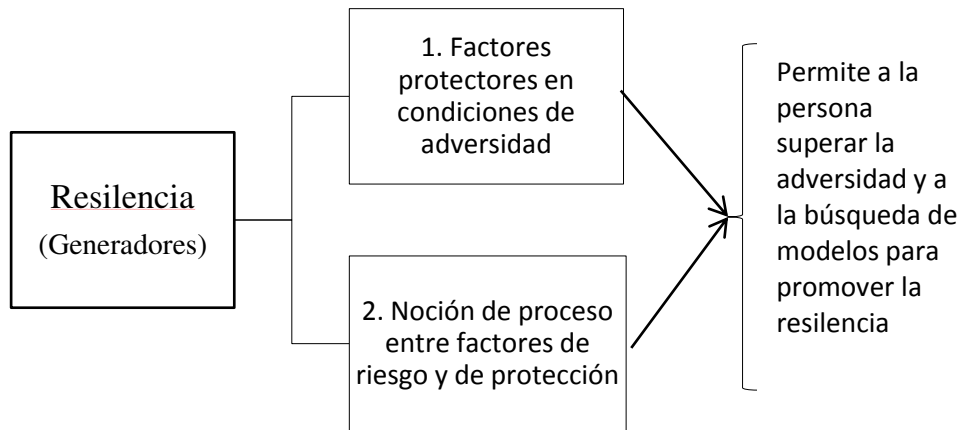 Resilencia
(Generadores)
1. Factores
protectores en
condiciones de
adversidad
2. Noción de proceso
entre factores de
riesgo y de protección
Permite a la
persona
superar la
adversidad y a
la búsqueda de
modelos para
promover la
resilencia